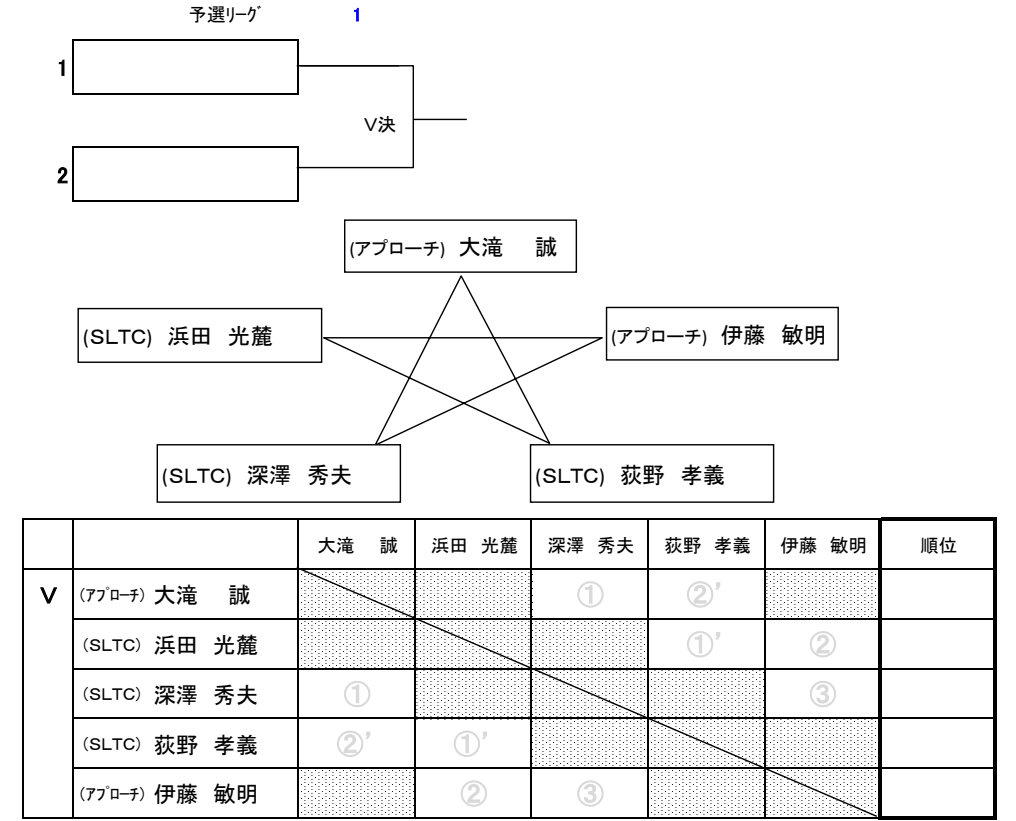 予選ﾘｰｸﾞ 1
1
V決
2
(アプローチ) 大滝 誠
(SLTC) 浜田 光麓
(アプローチ) 伊藤 敏明
(SLTC) 深澤 秀夫
(SLTC) 荻野 孝義
大滝 誠 浜田 光麓 深澤 秀夫 荻野 孝義 伊藤 敏明 順位
V (ｱﾌﾟﾛｰﾁ) 大滝 誠 ① ②’
(SLTC) 浜田 光麓 ①’ ②
(SLTC) 深澤 秀夫 ① ③
(SLTC) 荻野 孝義 ②’ ①’
(ｱﾌﾟﾛｰﾁ) 伊藤 敏明 ② ③